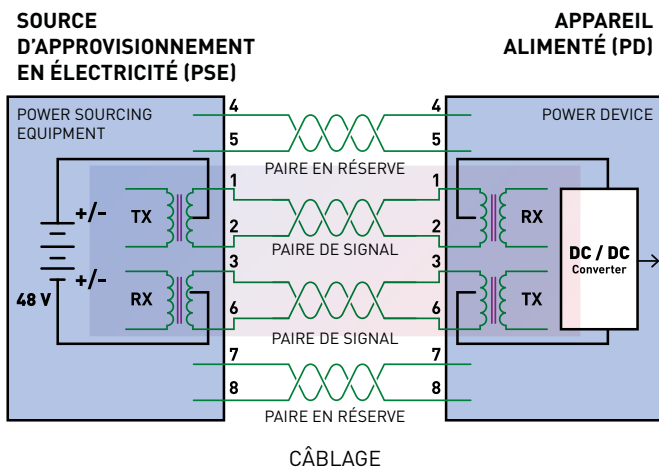 SOURCE
D'APPROVISIONNEMENT
EN ÉLECTRICITÉ (PSE)
APPAREIL
ALIMENTÉ (PD)
POWER SOURCING
EQUIPMENT
POWER DEVICE
4
4
5
5
PAIRE EN RÉSERVE
1
1
+/-
TX
RX
2
2
PAIRE DE SIGNAL
DC / DC
Converter
3
3
+/-
48 V
RX
TX
6
6
PAIRE DE SIGNAL
7
7
8
8
PAIRE EN RÉSERVE
CÂBLAGE